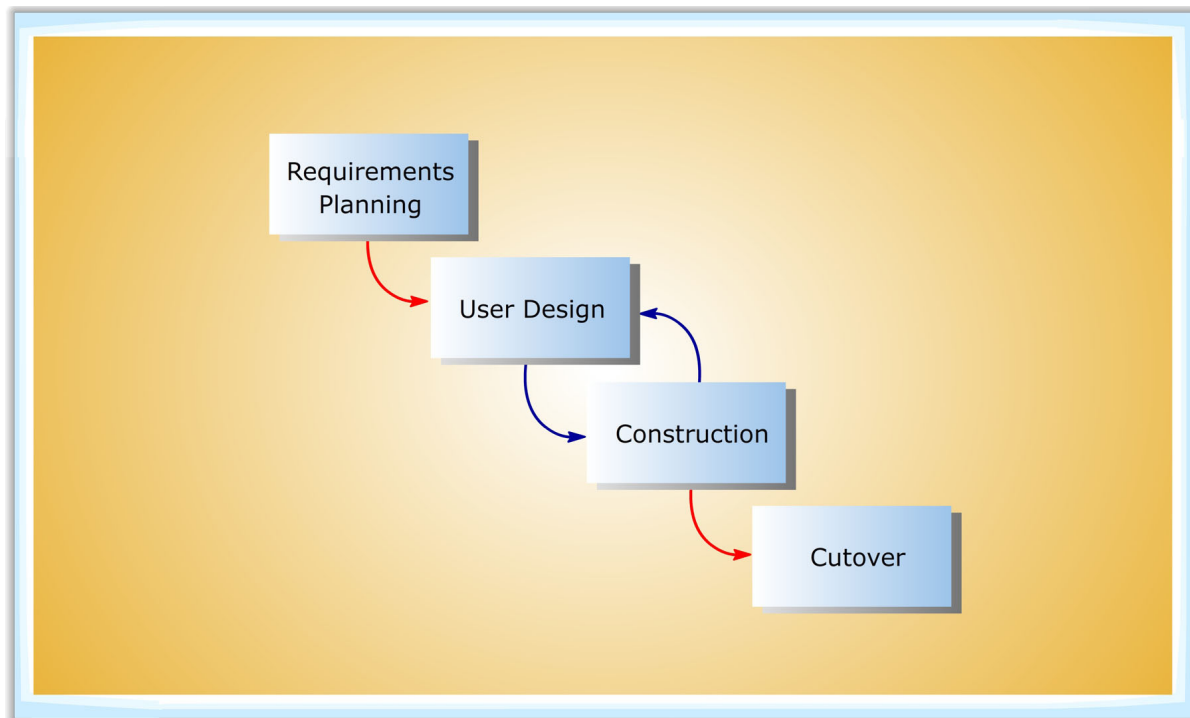 Requirements
Planning
User Design
Construction
Cutover